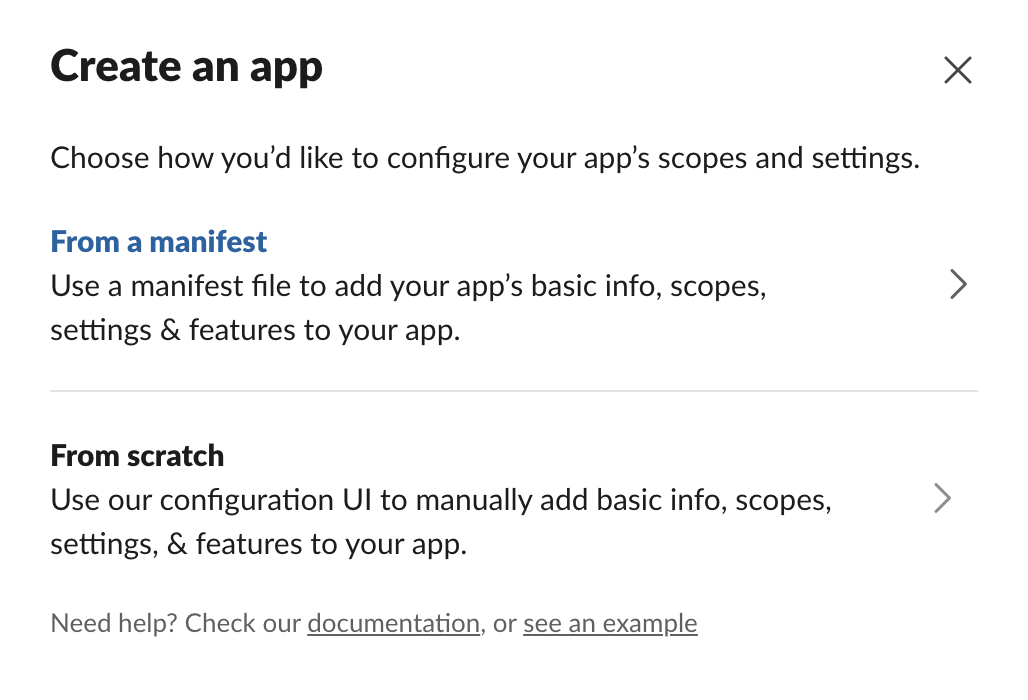 Create an app
Choose how you’d like to configure your app’s scopes and settings.
From a manifest
Use a manifest file to add your app’s basic info, scopes,
settings & features to your app.
From scratch
Use our configuration UI to manually add basic info, scopes,
settings, & features to your app.
Need help? Check our documentation, or see an example